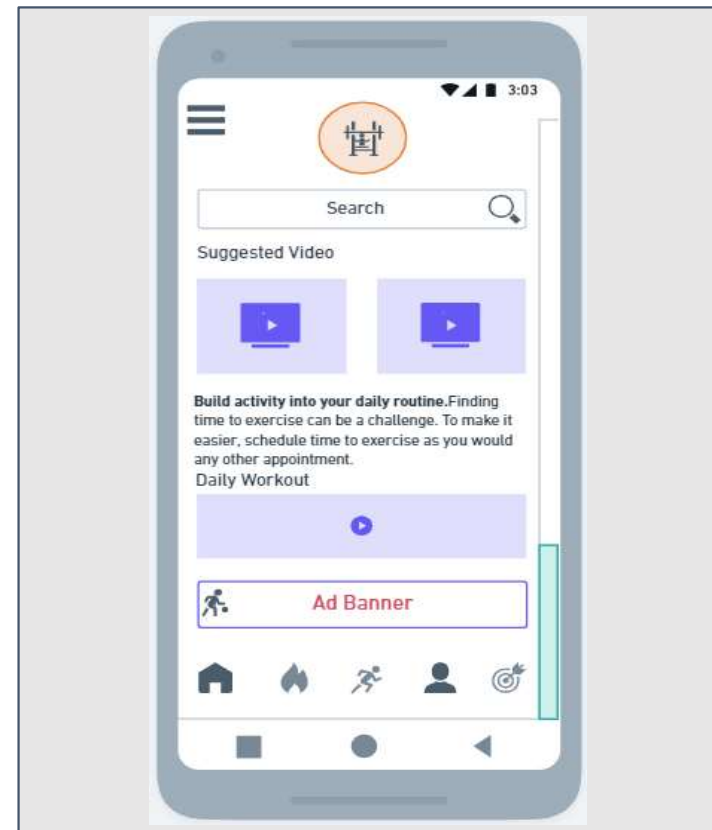 3:03
Search
Suggested Video
Build activity into your daily routine.Finding
time to exercise can be a challenge. To make it
easier, schedule time to exercise as you would
any other appointment.
Daily Workout
Ad Banner